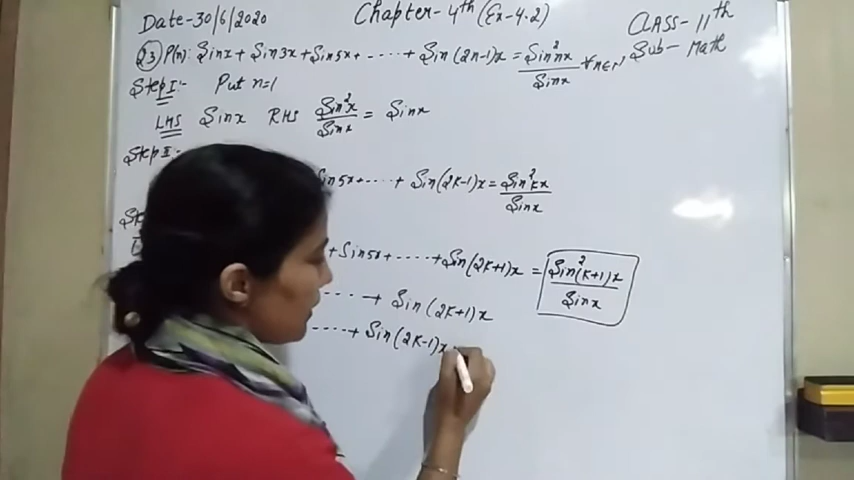 Date-30/6/2020
Chapter-4th (Ex-4.2)
CLASS-11th
Sub- Math
Q3) P(n): Sinx + Sin3x + Sin5x + ----- + Sin(2n-1)x = Sin²nx / Sinx ∀ n∈N
Step I:- Put n=1
LHS Sinx RHS Sin²x / Sinx = Sinx
Step II
Sin5x + ----- + Sin(2k-1)x = Sin²kx / Sinx
+ Sin5x + ----- + Sin(2k+1)x = Sin²(k+1)x / Sinx
---- + Sin(2k+1)x
----- + Sin(2k-1)x